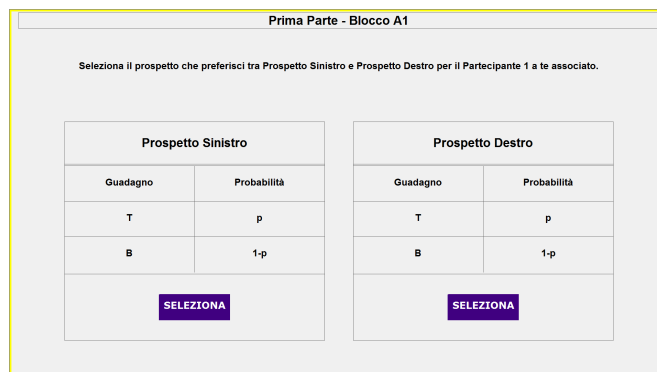 Prima Parte - Blocco A1
Seleziona il prospetto che preferisci tra Prospetto Sinistro e Prospetto Destro per il Partecipante 1 a te associato.
Prospetto Sinistro
Guadagno Probabilità
T p
B 1-p
SELEZIONA
Prospetto Destro
Guadagno Probabilità
T p
B 1-p
SELEZIONA